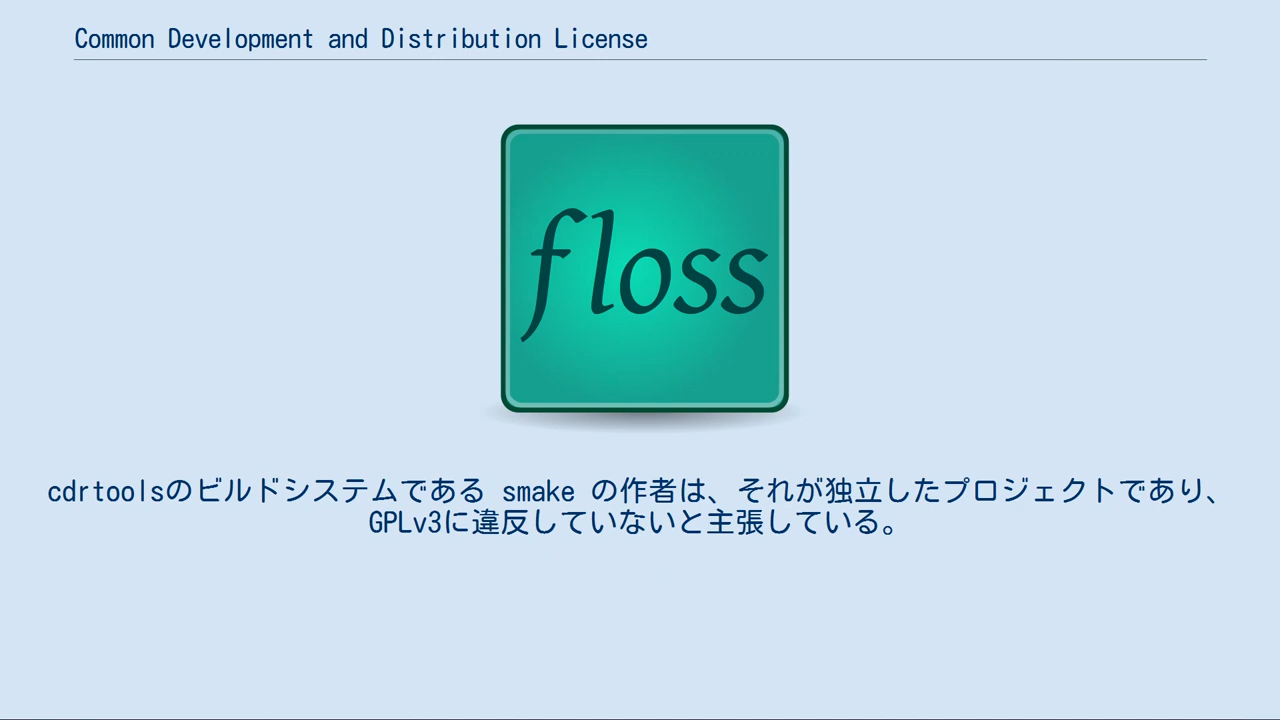 Common Development and Distribution License
floss
cdrtoolsのビルドシステムである smake の作者は、それが独立したプロジェクトであり、
GPLv3に違反していないと主張している。